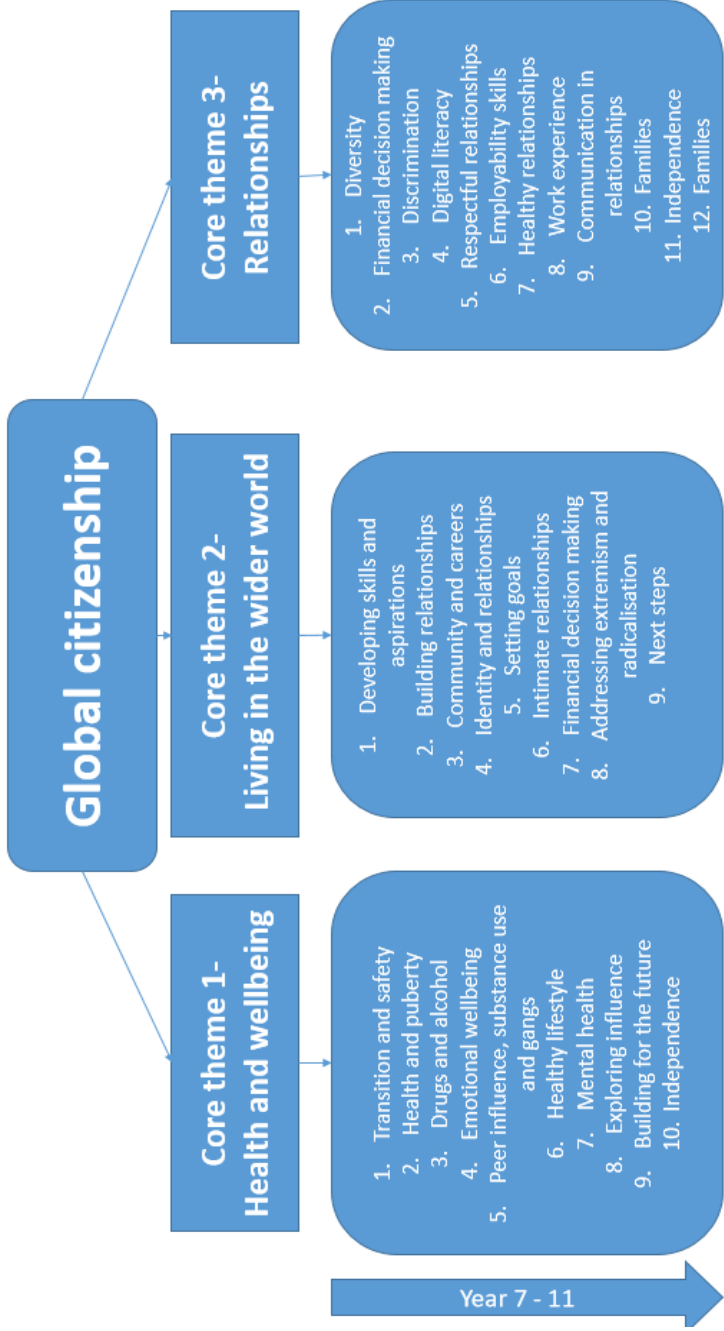 Global citizenship
Core theme 1-
Health and wellbeing
Core theme 2-
Living in the wider world
Core theme 3-
Relationships
Year 7 - 11
1. Transition and safety
2. Health and puberty
3. Drugs and alcohol
4. Emotional wellbeing
5. Peer influence, substance use
and gangs
6. Healthy lifestyle
7. Mental health
8. Exploring influence
9. Building for the future
10. Independence
1. Developing skills and
aspirations
2. Building relationships
3. Community and careers
4. Identity and relationships
5. Setting goals
6. Intimate relationships
7. Financial decision making
8. Addressing extremism and
radicalisation
9. Next steps
1. Diversity
2. Financial decision making
3. Discrimination
4. Digital literacy
5. Respectful relationships
6. Employability skills
7. Healthy relationships
8. Work experience
9. Communication in
relationships
10. Families
11. Independence
12. Families